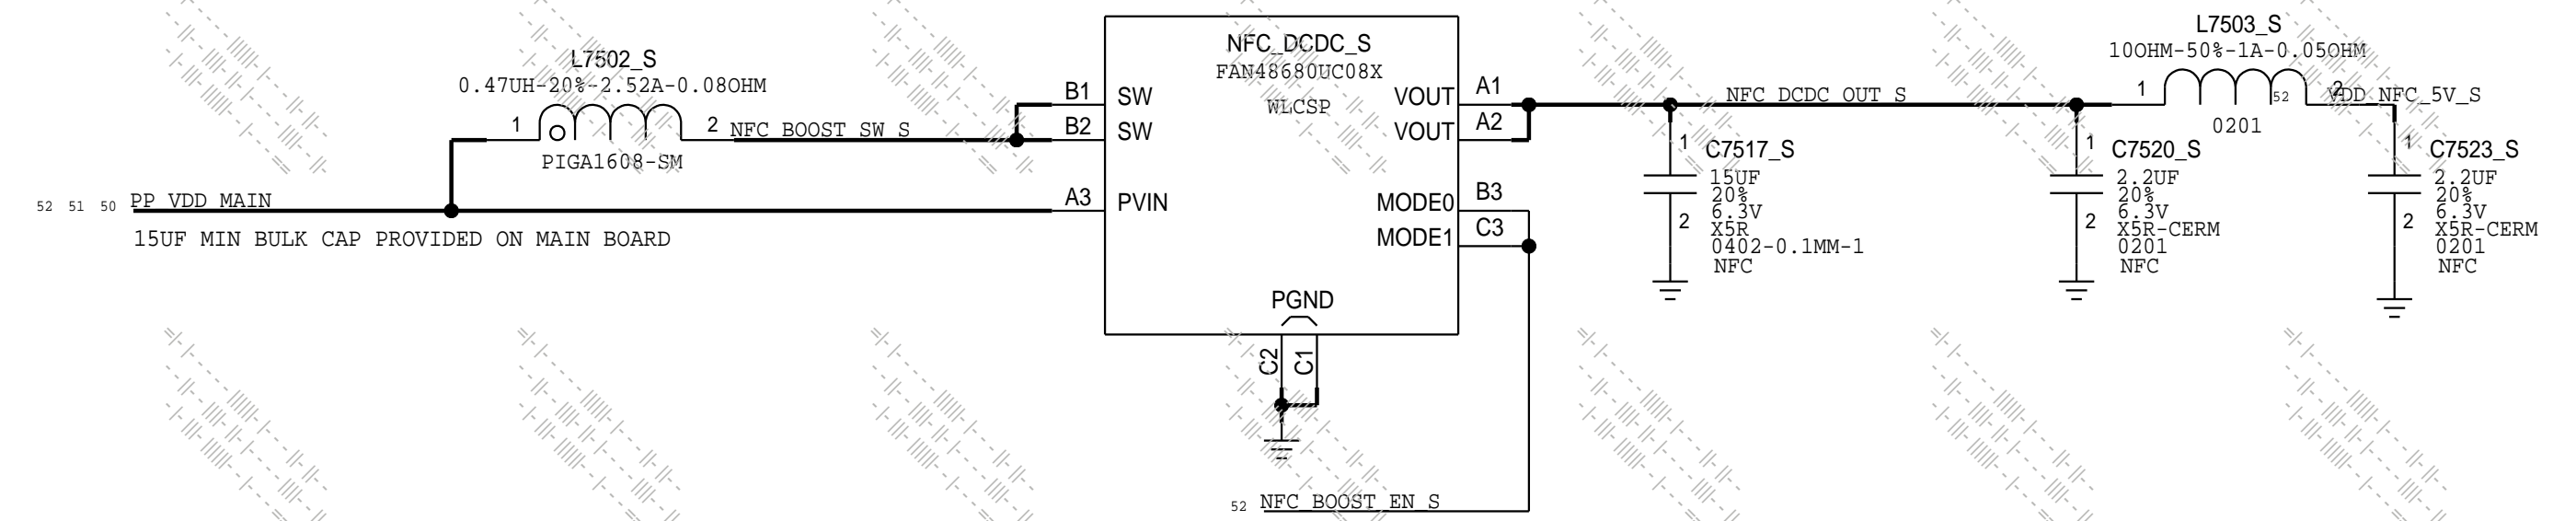 L7502_S
0.47UH-20%-2.52A-0.08OHM
1
2
NFC_BOOST_SW_S
PIGA1608-SM
52 51 50 PP_VDD_MAIN
15UF MIN BULK CAP PROVIDED ON MAIN BOARD
NFC_DCDC_S
FAN48680UC08X
WLCSP
B1 SW
B2 SW
A3 PVIN
VOUT A1
VOUT A2
MODE0 B3
MODE1 C3
PGND
C2
C1
52 NFC_BOOST_EN_S
NFC_DCDC_OUT_S
1
C7517_S
15UF
20%
6.3V
X5R
2
0402-0.1MM-1
NFC
1
C7520_S
2.2UF
20%
6.3V
X5R-CERM
2
0201
NFC
L7503_S
10OHM-50%-1A-0.05OHM
1
2
52 VDD_NFC_5V_S
0201
1
C7523_S
2.2UF
20%
6.3V
X5R-CERM
2
0201
NFC